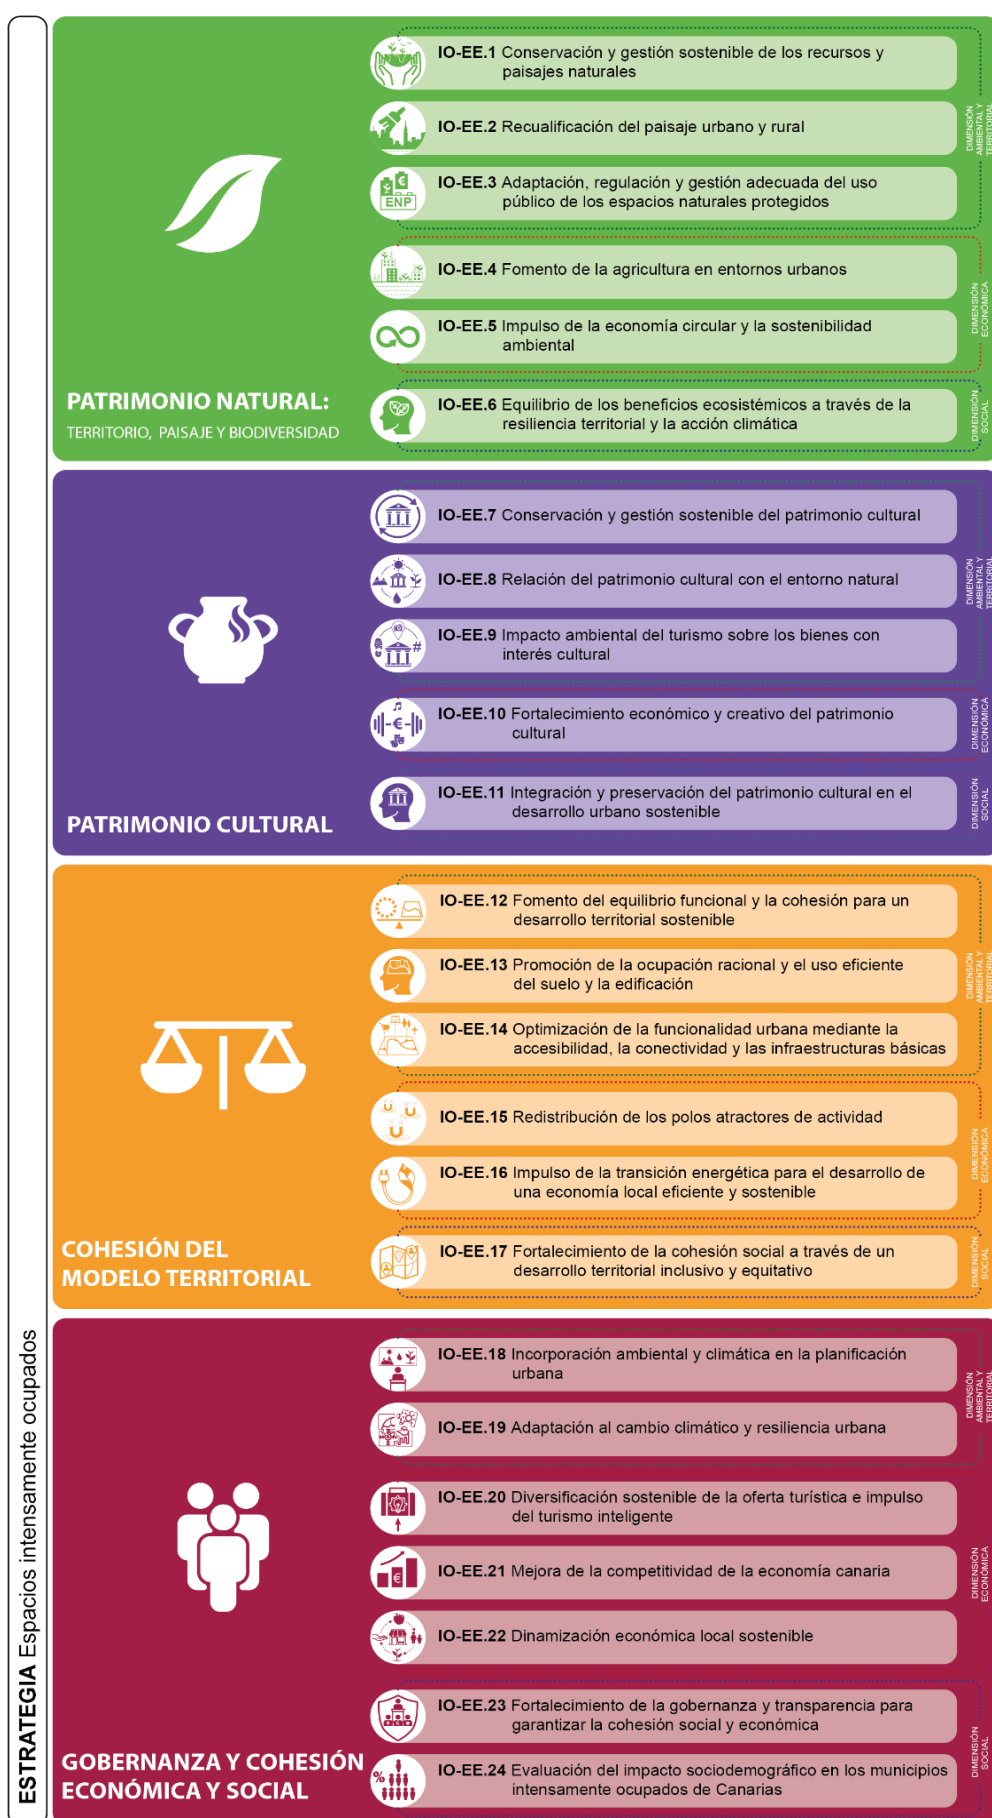 ESTRATEGIA Espacios intensamente ocupados
PATRIMONIO NATURAL:
TERRITORIO, PAISAJE Y BIODIVERSIDAD
IO-EE.1 Conservación y gestión sostenible de los recursos y
paisajes naturales
IO-EE.2 Recualificación del paisaje urbano y rural
€
ENP
IO-EE.3 Adaptación, regulación y gestión adecuada del uso
público de los espacios naturales protegidos
DIMENSIÓN
AMBIENTAL Y
TERRITORIAL
IO-EE.4 Fomento de la agricultura en entornos urbanos
IO-EE.5 Impulso de la economía circular y la sostenibilidad
ambiental
DIMENSIÓN
ECONÓMICA
IO-EE.6 Equilibrio de los beneficios ecosistémicos a través de la
resiliencia territorial y la acción climática
DIMENSIÓN
SOCIAL
PATRIMONIO CULTURAL
IO-EE.7 Conservación y gestión sostenible del patrimonio cultural
IO-EE.8 Relación del patrimonio cultural con el entorno natural
#
IO-EE.9 Impacto ambiental del turismo sobre los bienes con
interés cultural
DIMENSIÓN
AMBIENTAL Y
TERRITORIAL
€
IO-EE.10 Fortalecimiento económico y creativo del patrimonio
cultural
DIMENSIÓN
ECONÓMICA
IO-EE.11 Integración y preservación del patrimonio cultural en el
desarrollo urbano sostenible
DIMENSIÓN
SOCIAL
COHESIÓN DEL
MODELO TERRITORIAL
IO-EE.12 Fomento del equilibrio funcional y la cohesión para un
desarrollo territorial sostenible
IO-EE.13 Promoción de la ocupación racional y el uso eficiente
del suelo y la edificación
IO-EE.14 Optimización de la funcionalidad urbana mediante la
accesibilidad, la conectividad y las infraestructuras básicas
DIMENSIÓN
AMBIENTAL Y
TERRITORIAL
IO-EE.15 Redistribución de los polos atractores de actividad
IO-EE.16 Impulso de la transición energética para el desarrollo de
una economía local eficiente y sostenible
DIMENSIÓN
ECONÓMICA
IO-EE.17 Fortalecimiento de la cohesión social a través de un
desarrollo territorial inclusivo y equitativo
DIMENSIÓN
SOCIAL
GOBERNANZA Y COHESIÓN
ECONÓMICA Y SOCIAL
IO-EE.18 Incorporación ambiental y climática en la planificación
urbana
IO-EE.19 Adaptación al cambio climático y resiliencia urbana
DIMENSIÓN
AMBIENTAL Y
TERRITORIAL
IO-EE.20 Diversificación sostenible de la oferta turística e impulso
del turismo inteligente
€
IO-EE.21 Mejora de la competitividad de la economía canaria
IO-EE.22 Dinamización económica local sostenible
DIMENSIÓN
ECONÓMICA
IO-EE.23 Fortalecimiento de la gobernanza y transparencia para
garantizar la cohesión social y económica
%
IO-EE.24 Evaluación del impacto sociodemográfico en los municipios
intensamente ocupados de Canarias
DIMENSIÓN
SOCIAL